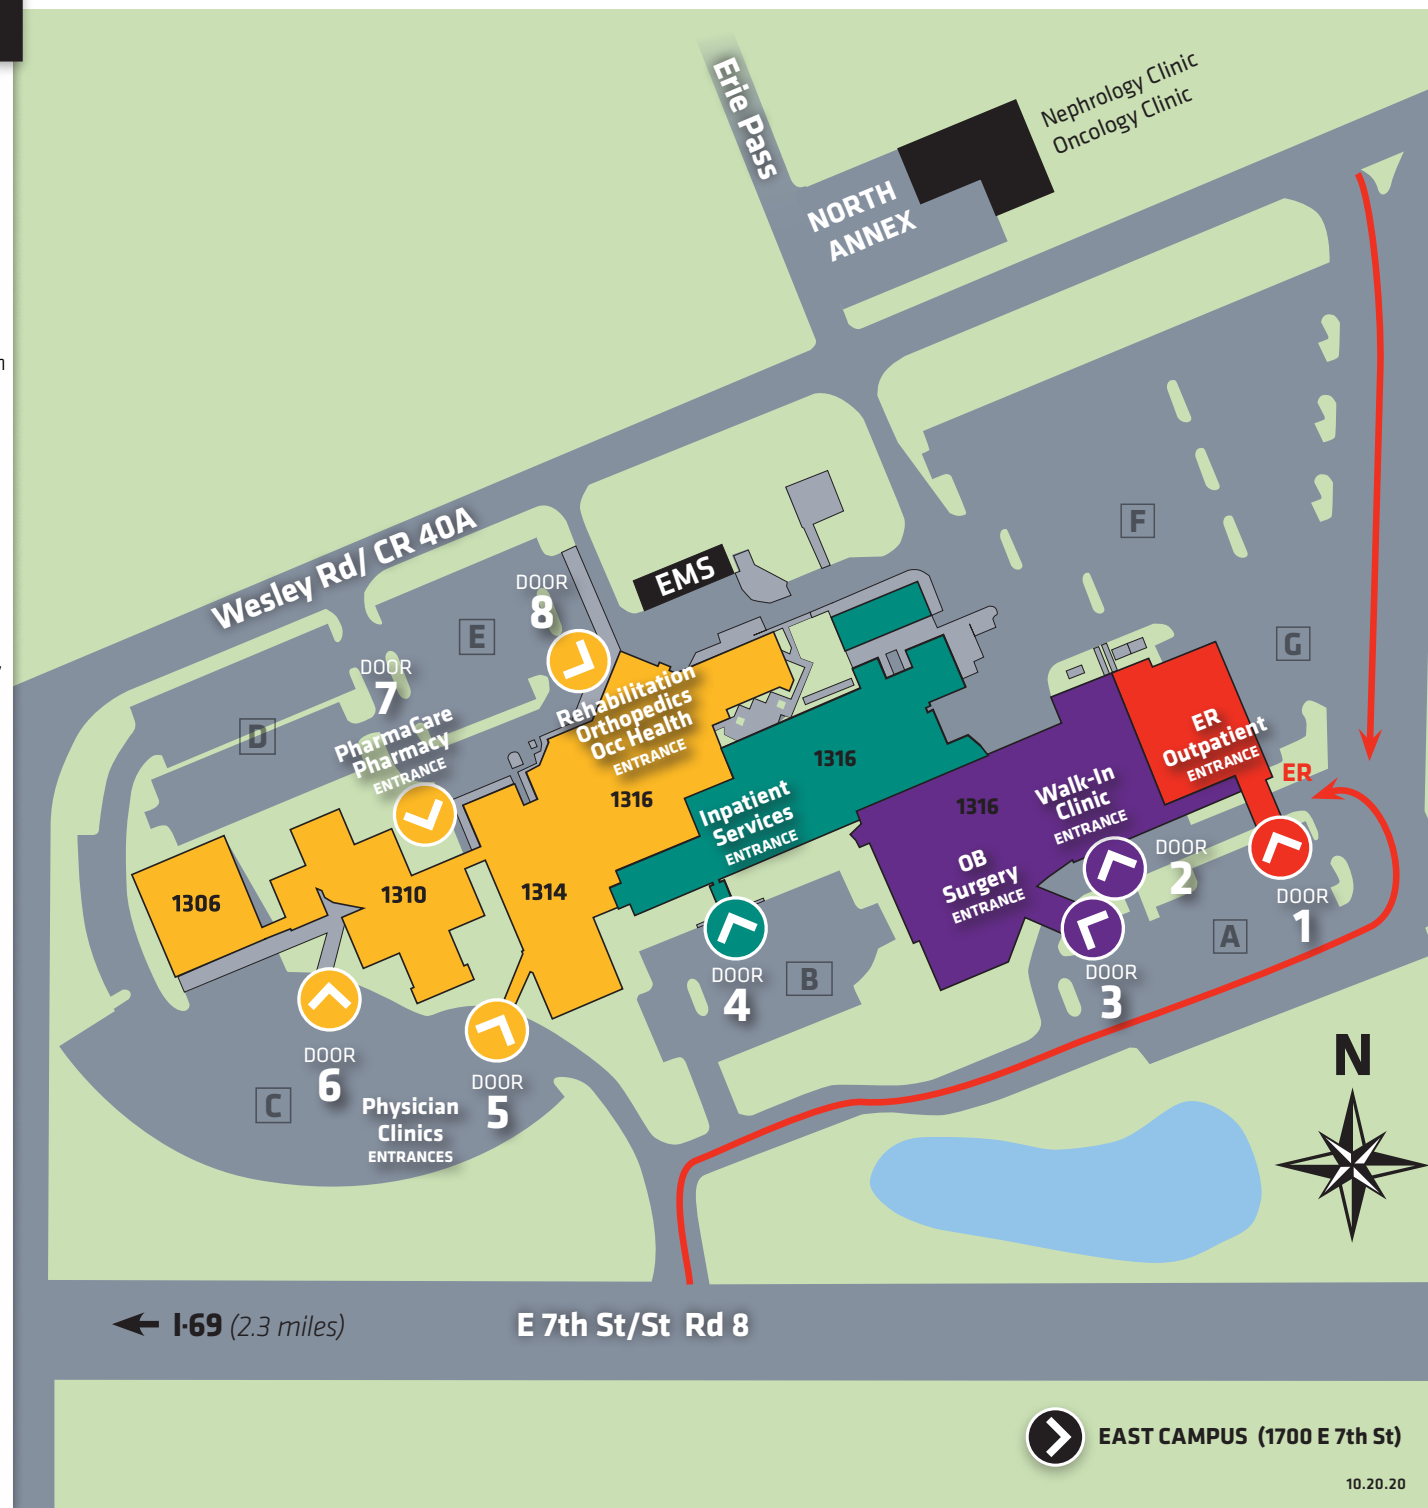 Erie Pass
Nephrology Clinic
Oncology Clinic
NORTH
ANNEX
Wesley Rd/ CR 40A
EMS
F
G
E
D
DOOR
8
DOOR
7
PharmaCare
Pharmacy
ENTRANCE
Rehabilitation
Orthopedics
Occ Health
ENTRANCE
1316
1316
Inpatient
Services
ENTRANCE
1316
Walk-In
Clinic
ENTRANCE
ER
Outpatient
ENTRANCE
ER
OB
Surgery
ENTRANCE
1306
1310
1314
DOOR
2
DOOR
1
A
DOOR
3
DOOR
4
B
DOOR
6
DOOR
5
C
Physician
Clinics
ENTRANCES
N
I-69 (2.3 miles)
E 7th St/St Rd 8
EAST CAMPUS (1700 E 7th St)
10.20.20